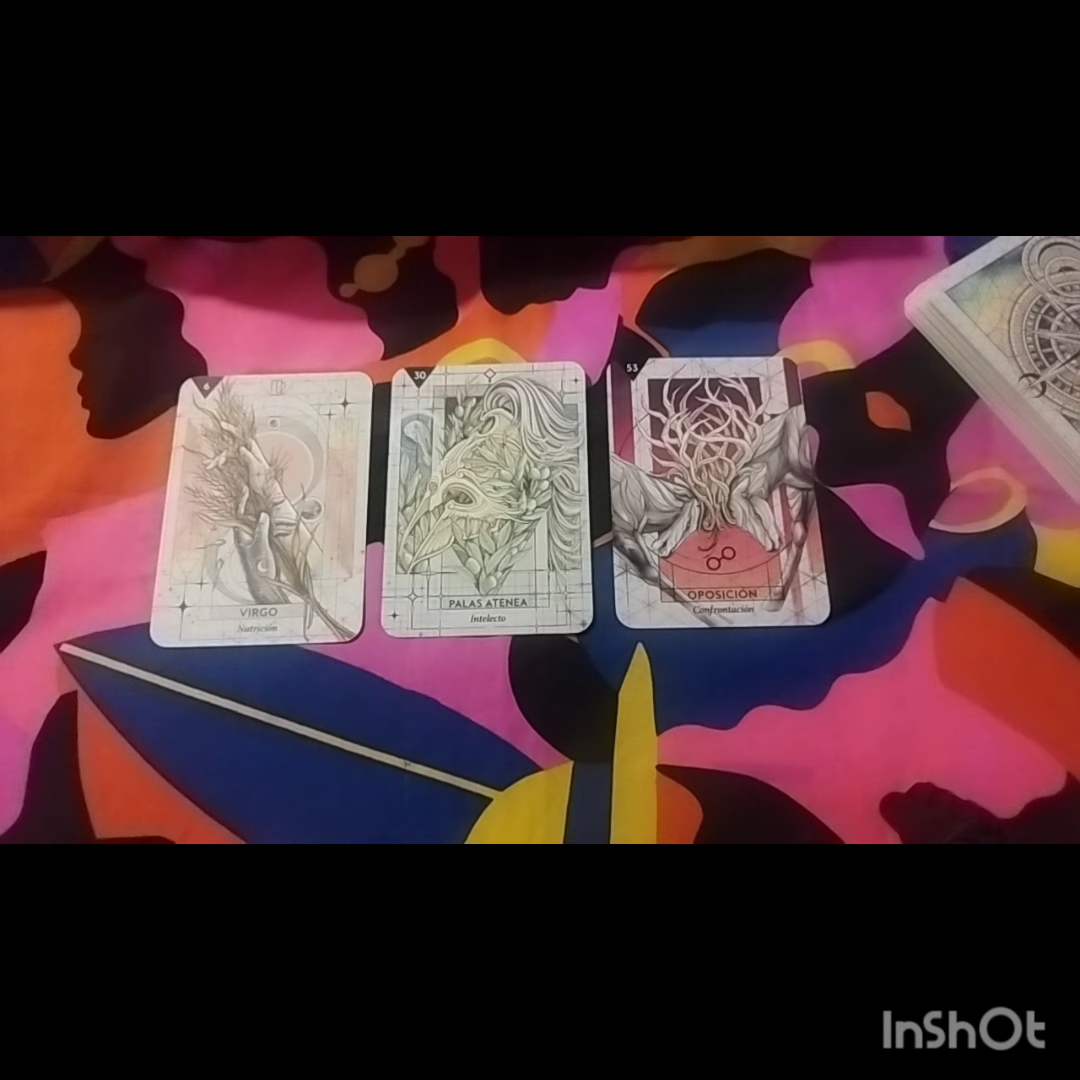 6
VIRGO
Nutrición
30
PALAS ATENEA
Intelecto
53
OPOSICIÓN
Confrontación
InShOt